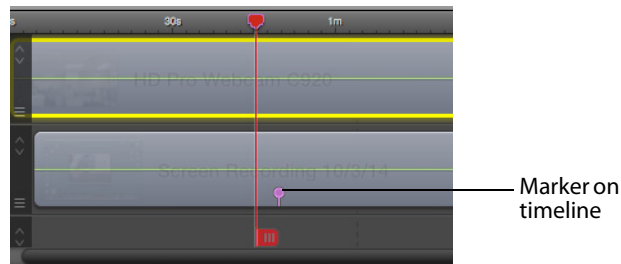 s 30s 1m
HD Pro Webcam C920
Screen Recording 10/3/14
Marker on
timeline